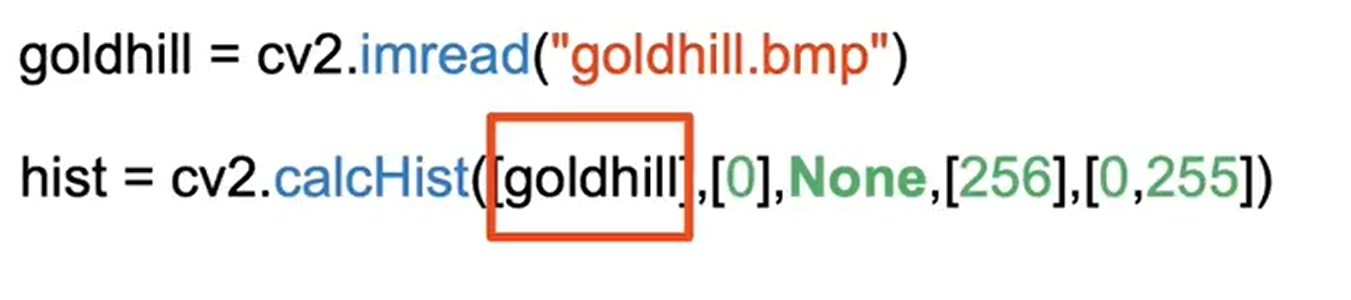 goldhill = cv2.imread("goldhill.bmp")
hist = cv2.calcHist([goldhill],[0],None,[256],[0,255])